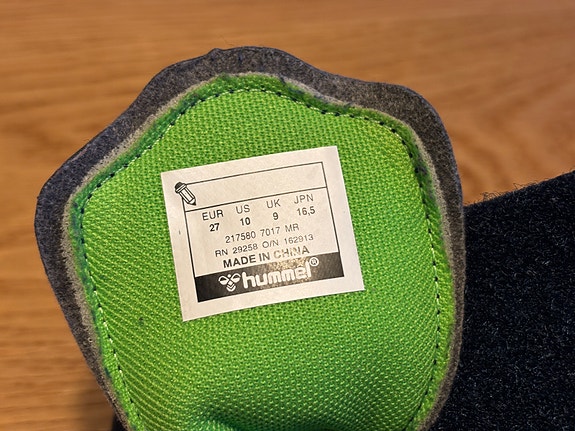 EUR US UK JPN
27 10 9 16,5
217580 7017 MR
RN 29258 O/N 162913
MADE IN CHINA
hummel®